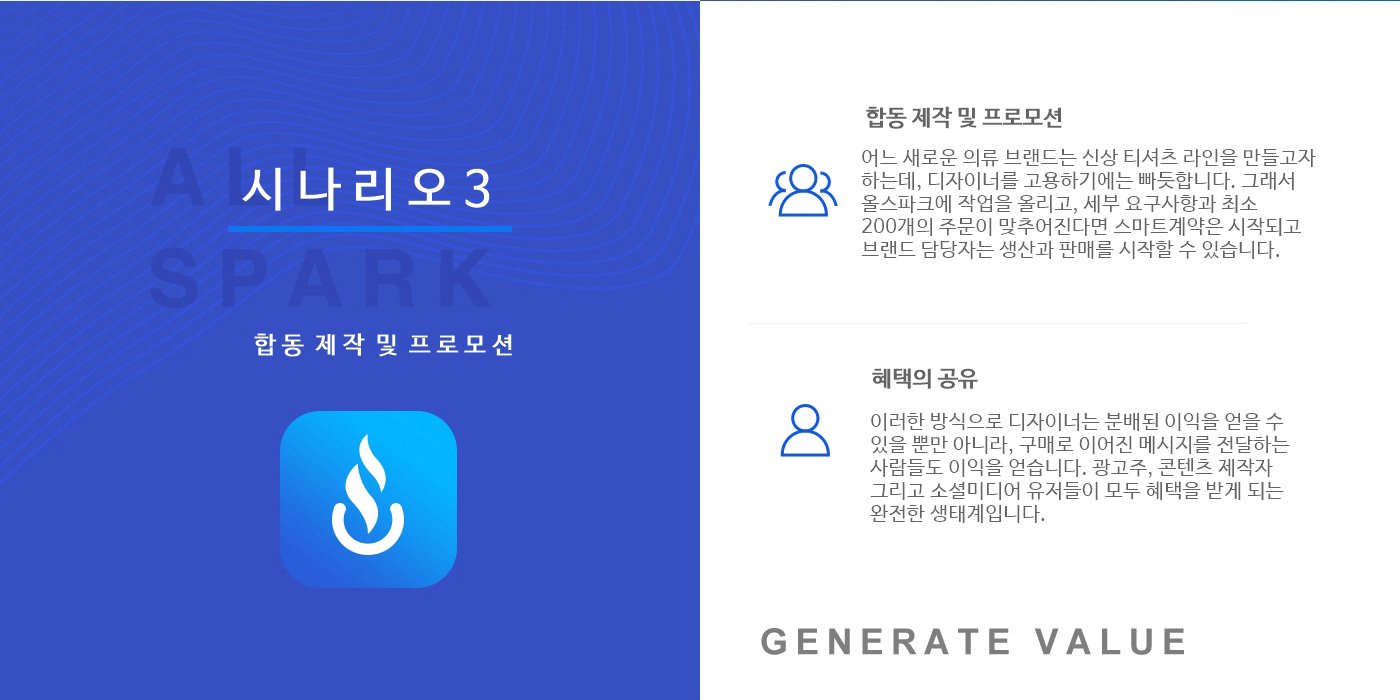 ALL
시나리오3
SPARK
합동 제작 및 프로모션
합동 제작 및 프로모션
어느 새로운 의류 브랜드는 신상 티셔츠 라인을 만들고자
하는데, 디자이너를 고용하기에는 빠듯합니다. 그래서
올스파크에 작업을 올리고, 세부 요구사항과 최소
200개의 주문이 맞추어진다면 스마트계약은 시작되고
브랜드 담당자는 생산과 판매를 시작할 수 있습니다.
혜택의 공유
이러한 방식으로 디자이너는 분배된 이익을 얻을 수
있을 뿐만 아니라, 구매로 이어진 메시지를 전달하는
사람들도 이익을 얻습니다. 광고주, 콘텐츠 제작자
그리고 소셜미디어 유저들이 모두 혜택을 받게 되는
완전한 생태계입니다.
GENERATE VALUE